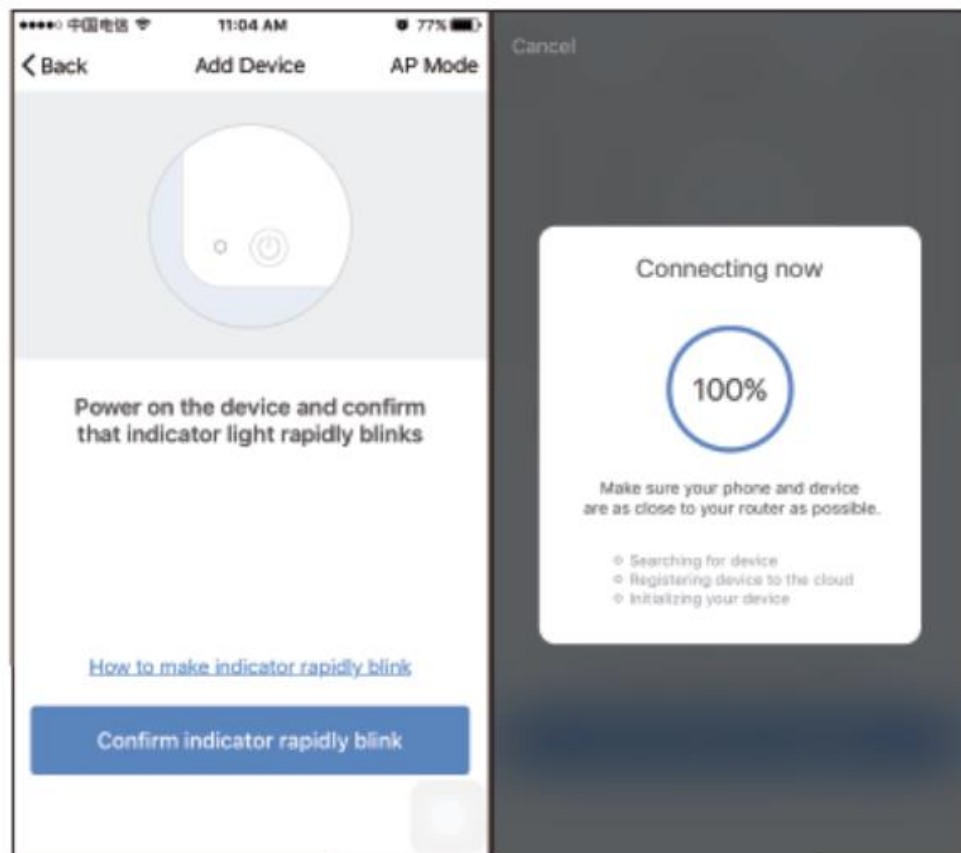 中国电信 11:04 AM 77%
Back Add Device AP Mode
Power on the device and confirm
that indicator light rapidly blinks
How to make indicator rapidly blink
Confirm indicator rapidly blink
Cancel
Connecting now
100%
Make sure your phone and device
are as close to your router as possible.
Searching for device
Registering device to the cloud
Initializing your device